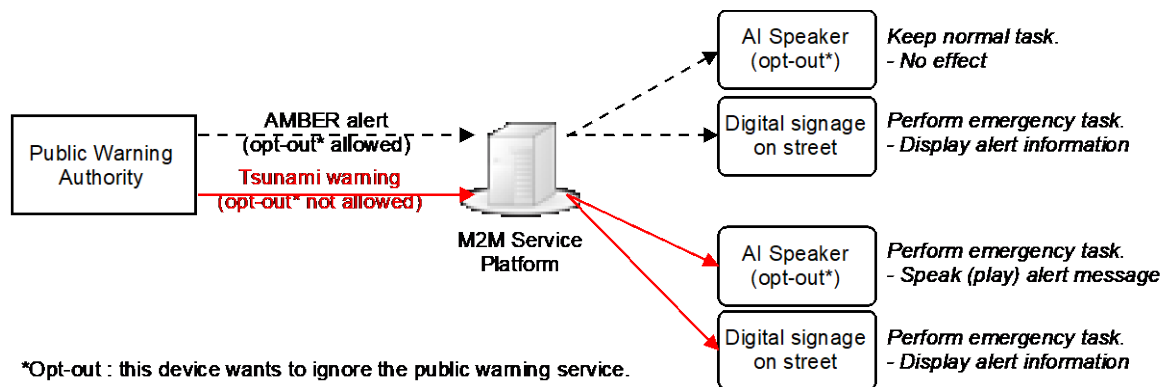 Public Warning
Authority
AMBER alert
(opt-out* allowed)
Tsunami warning
(opt-out* not allowed)
M2M Service
Platform
AI Speaker
(opt-out*)
Keep normal task.
- No effect
Digital signage
on street
Perform emergency task.
- Display alert information
AI Speaker
(opt-out*)
Perform emergency task.
- Speak (play) alert message
Digital signage
on street
Perform emergency task.
- Display alert information
*Opt-out : this device wants to ignore the public warning service.